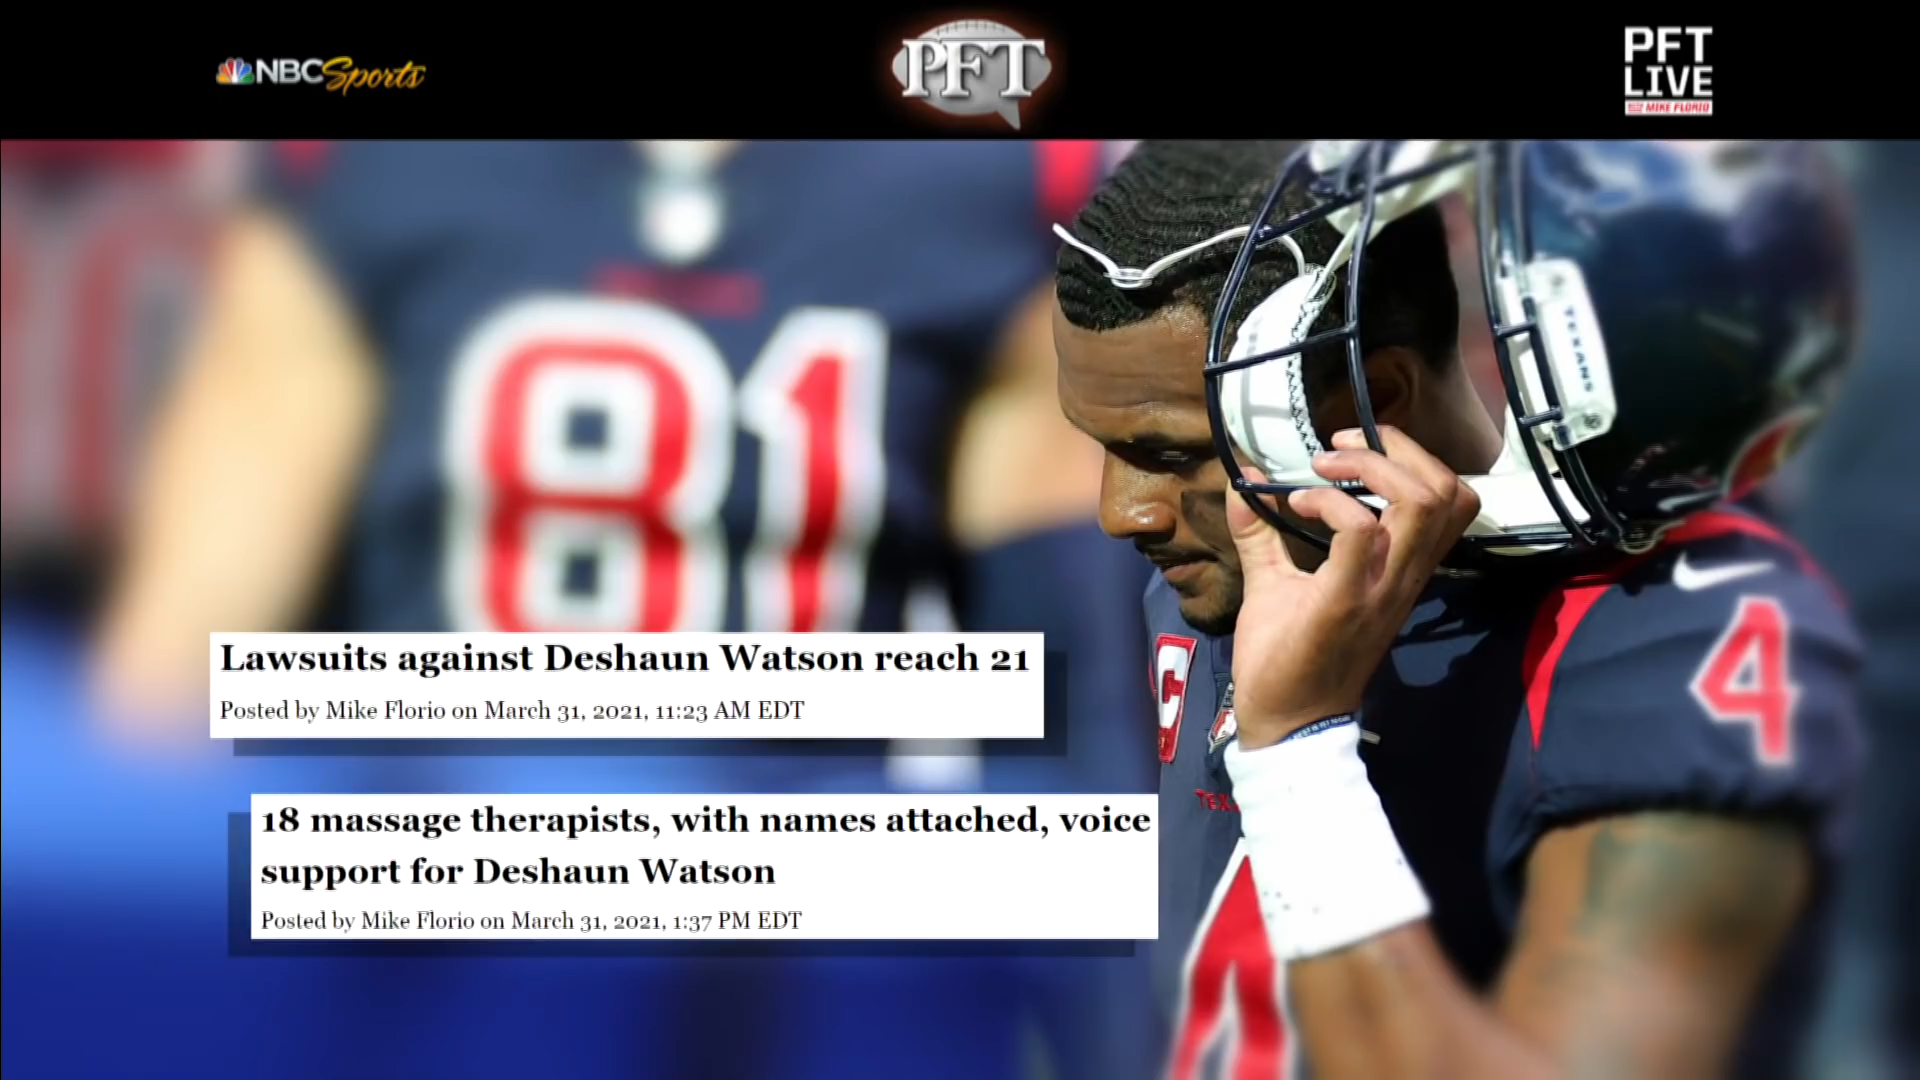 NBC Sports
PFT
PFT
LIVE
MIKE FLORIO
81
TEXANS
4
C
Lawsuits against Deshaun Watson reach 21
Posted by Mike Florio on March 31, 2021, 11:23 AM EDT
TEX
18 massage therapists, with names attached, voice
support for Deshaun Watson
Posted by Mike Florio on March 31, 2021, 1:37 PM EDT